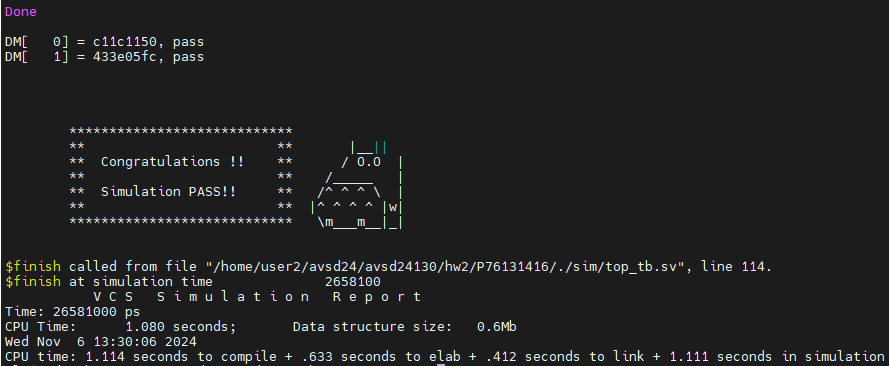 Done
DM[   0] = c11c1150, pass
DM[   1] = 433e05fc, pass
****************************
**                        **         |__||
**  Congratulations !!    **        / O.O  |
**                        **      /_____   |
**  Simulation PASS!!     **     /^ ^ ^ \  |
**                        **    |^ ^ ^ ^ |w|
****************************     \m___m__|_|
$finish called from file "/home/user2/avsd24/avsd24130/hw2/P76131416/./sim/top_tb.sv", line 114.
$finish at simulation time              2658100
           V C S   S i m u l a t i o n   R e p o r t
Time: 26581000 ps
CPU Time:      1.080 seconds;       Data structure size:   0.6Mb
Wed Nov  6 13:30:06 2024
CPU time: 1.114 seconds to compile + .633 seconds to elab + .412 seconds to link + 1.111 seconds in simulation